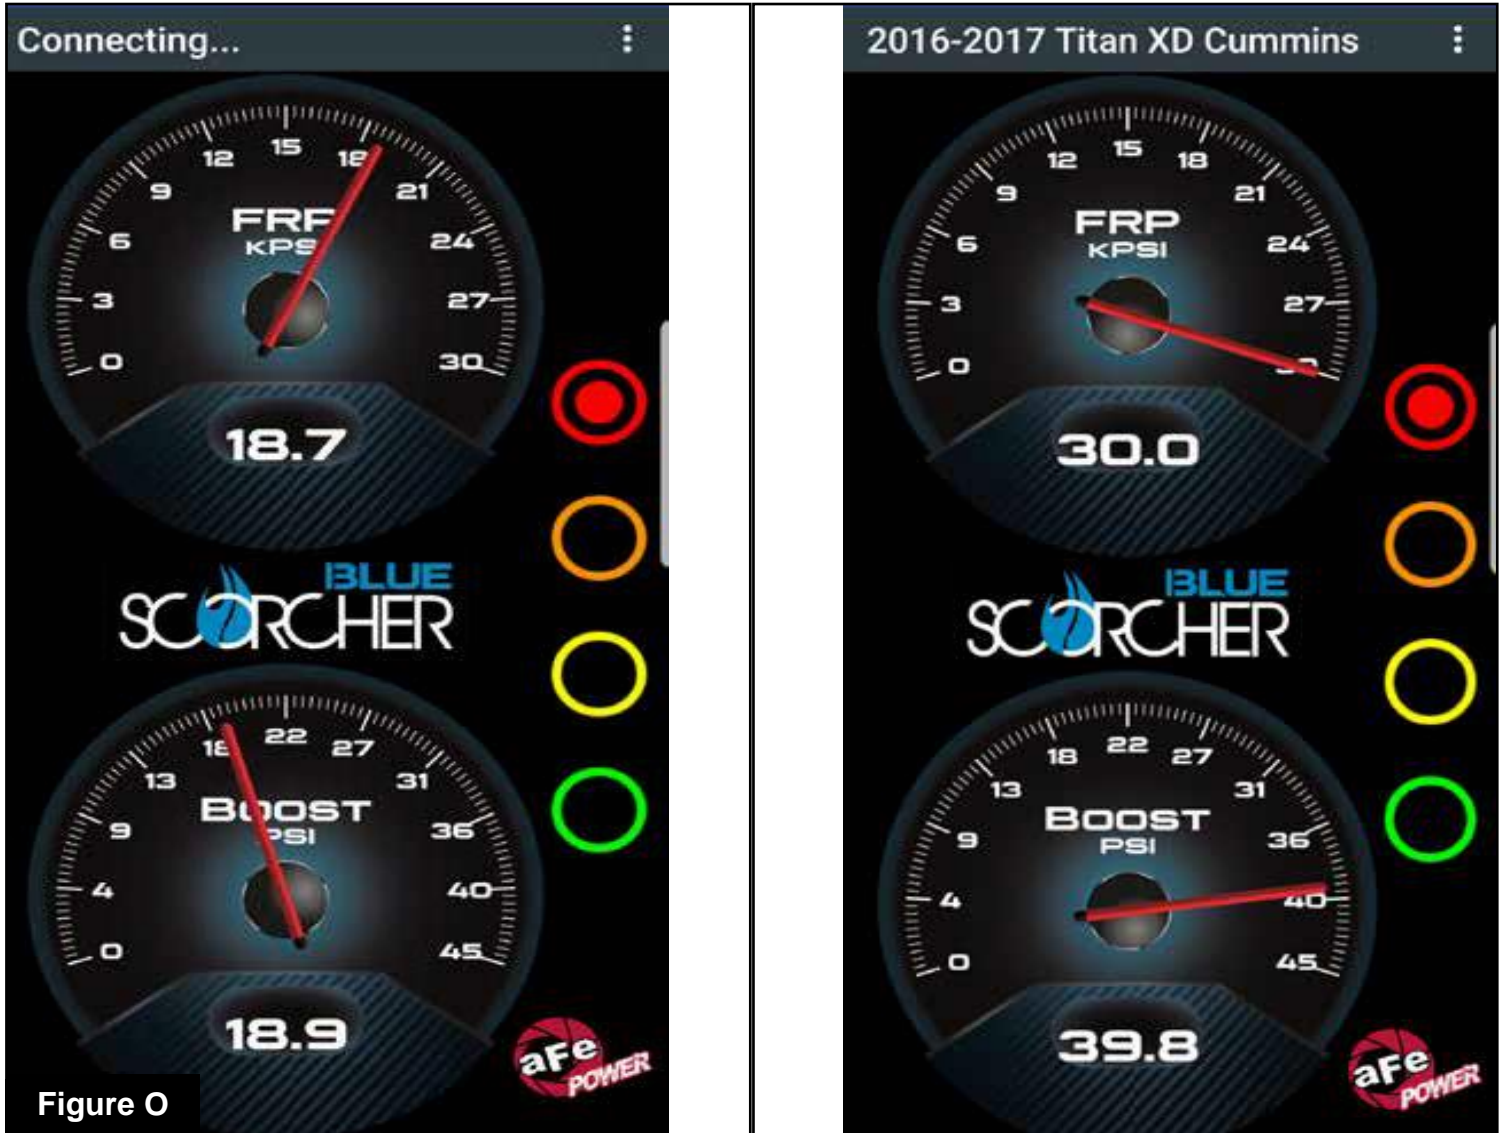 Connecting...
12 15 18
9 21
FRP
KPSI
6 24
3 27
0 30
18.7
BLUE
SCORCHER
18 22 27
13 31
BOOST
PSI
9 36
4 40
0 45
18.9
aFe
POWER
Figure O
2016-2017 Titan XD Cummins
12 15 18
9 21
FRP
KPSI
6 24
3 27
0 30
30.0
BLUE
SCORCHER
18 22 27
13 31
BOOST
PSI
9 36
4 40
0 45
39.8
aFe
POWER